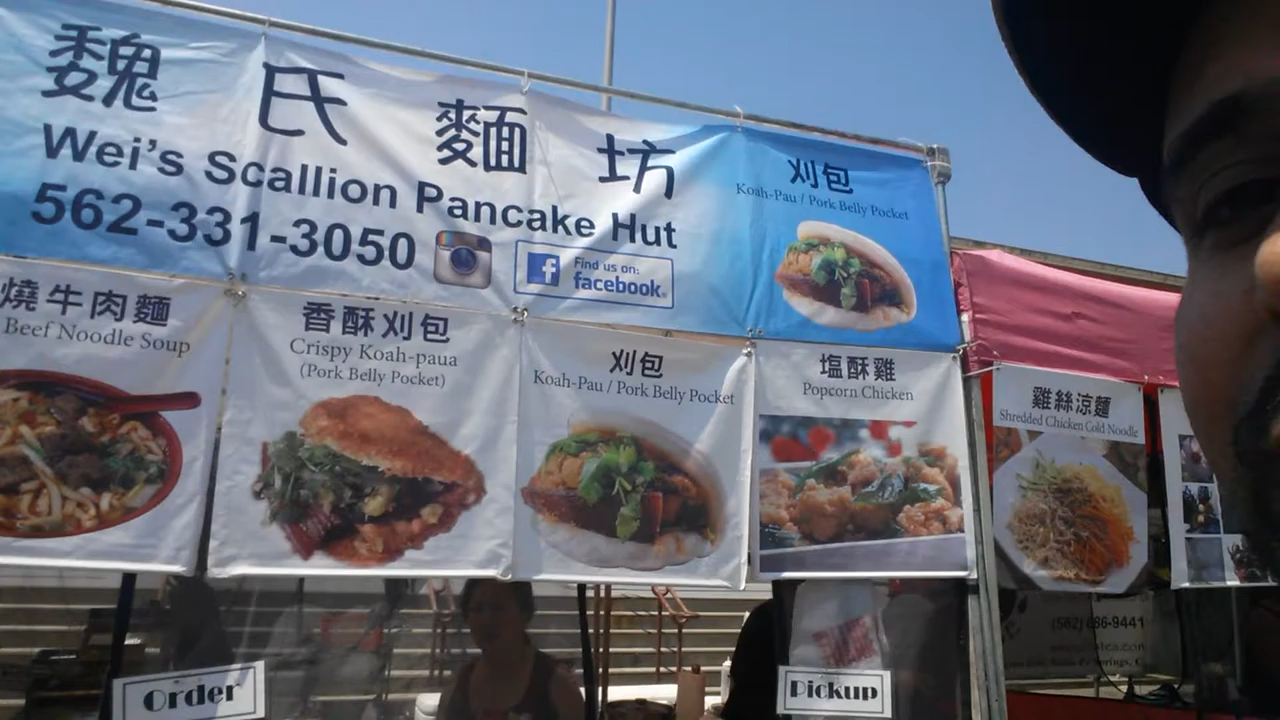 魏氏麵坊
Wei's Scallion Pancake Hut
562-331-3050
Find us on:
facebook
刈包
Koah-Pau / Pork Belly Pocket
燒牛肉麵
Beef Noodle Soup
香酥刈包
Crispy Koah-paua
(Pork Belly Pocket)
刈包
Koah-Pau / Pork Belly Pocket
塩酥雞
Popcorn Chicken
雞絲涼麵
Shredded Chicken Cold Noodle
Order
Pickup